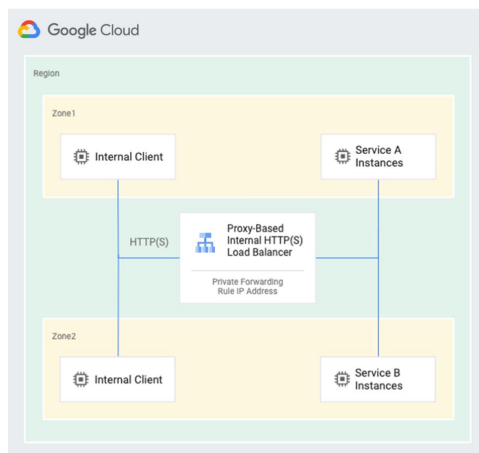 Google Cloud
Region
Zone1
Internal Client
Service A
Instances
HTTP(S)
Proxy-Based
Internal HTTP(S)
Load Balancer
Private Forwarding
Rule IP Address
Zone2
Internal Client
Service B
Instances